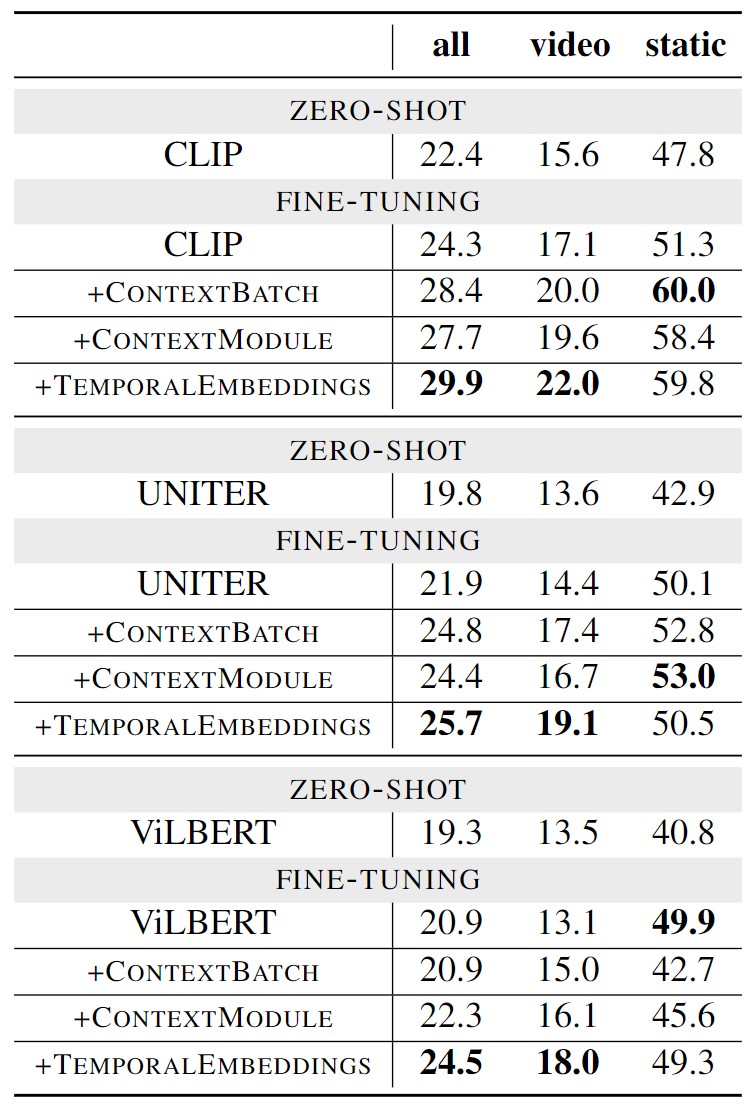 all video static
ZERO-SHOT
CLIP 22.4 15.6 47.8
FINE-TUNING
CLIP 24.3 17.1 51.3
+CONTEXTBATCH 28.4 20.0 60.0
+CONTEXTMODULE 27.7 19.6 58.4
+TEMPORALEMBEDDINGS 29.9 22.0 59.8
ZERO-SHOT
UNITER 19.8 13.6 42.9
FINE-TUNING
UNITER 21.9 14.4 50.1
+CONTEXTBATCH 24.8 17.4 52.8
+CONTEXTMODULE 24.4 16.7 53.0
+TEMPORALEMBEDDINGS 25.7 19.1 50.5
ZERO-SHOT
ViLBERT 19.3 13.5 40.8
FINE-TUNING
ViLBERT 20.9 13.1 49.9
+CONTEXTBATCH 20.9 15.0 42.7
+CONTEXTMODULE 22.3 16.1 45.6
+TEMPORALEMBEDDINGS 24.5 18.0 49.3